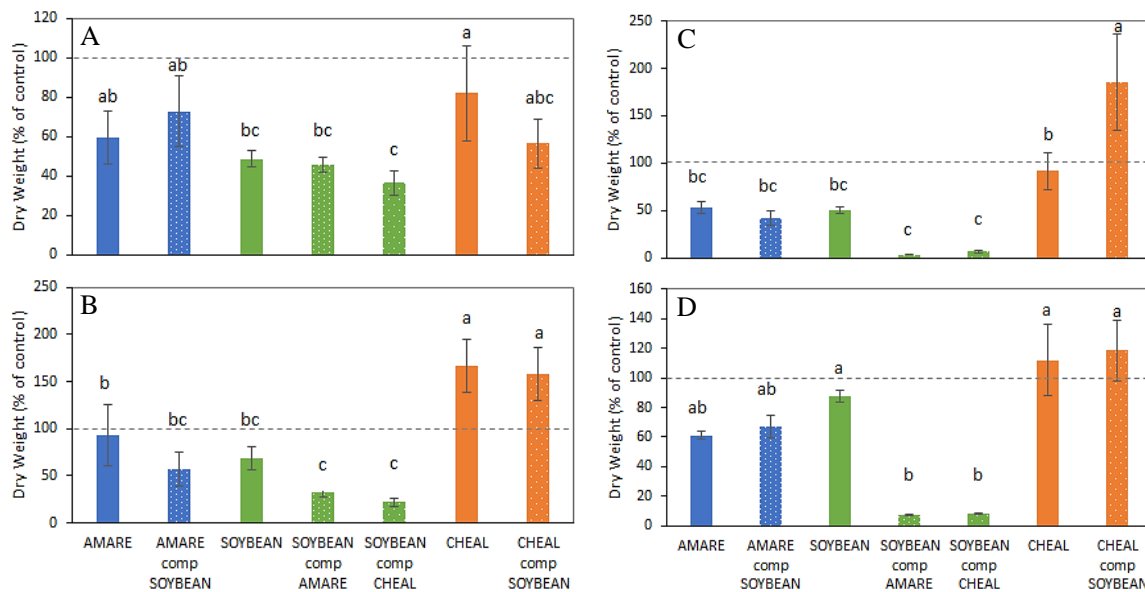 A
Dry Weight (% of control)
120
100
80
60
40
20
0
ab
ab
bc
bc
c
a
abc
B
Dry Weight (% of control)
250
200
150
100
50
0
b
bc
bc
c
c
a
a
AMARE
AMARE
comp
SOYBEAN
SOYBEAN
SOYBEAN
comp
AMARE
SOYBEAN
comp
CHEAL
CHEAL
CHEAL
comp
SOYBEAN
C
Dry Weight (% of control)
250
200
150
100
50
0
bc
bc
bc
c
c
b
a
D
Dry Weight (% of control)
160
140
120
100
80
60
40
20
0
ab
ab
a
b
b
a
a
AMARE
AMARE
comp
SOYBEAN
SOYBEAN
SOYBEAN
comp
AMARE
SOYBEAN
comp
CHEAL
CHEAL
CHEAL
comp
SOYBEAN